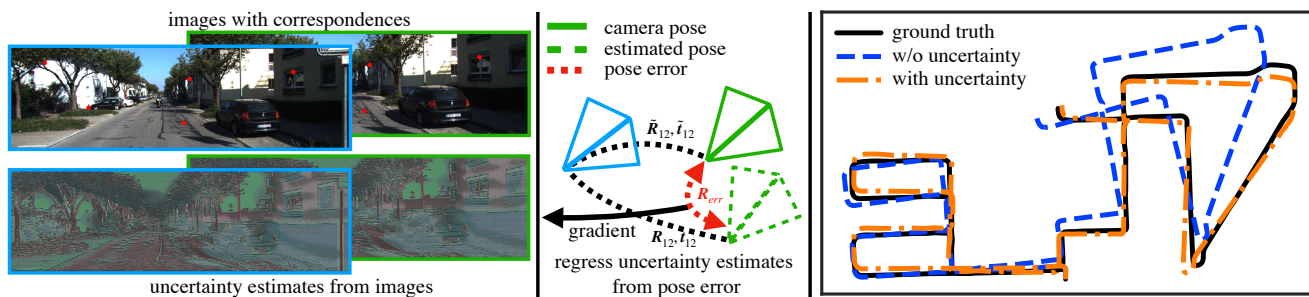 images with correspondences
uncertainty estimates from images
camera pose
estimated pose
pose error
R̃₁₂, t̃₁₂
R_err
gradient
R₁₂, t₁₂
regress uncertainty estimates
from pose error
ground truth
w/o uncertainty
with uncertainty